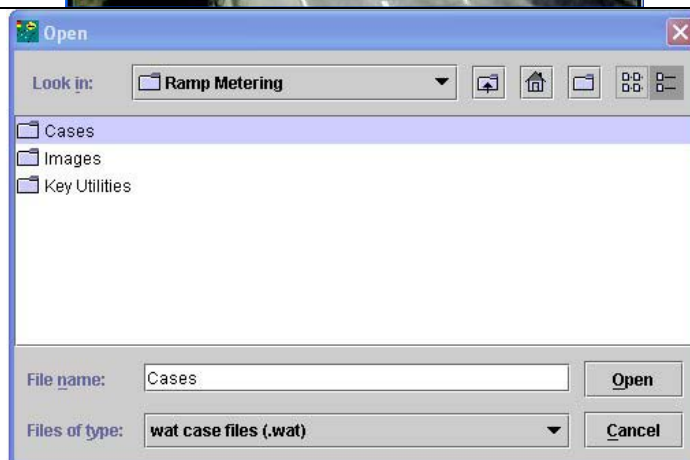 Open
Look in: Ramp Metering
Cases
Images
Key Utilities
File name: Cases Open
Files of type: wat case files (.wat) Cancel